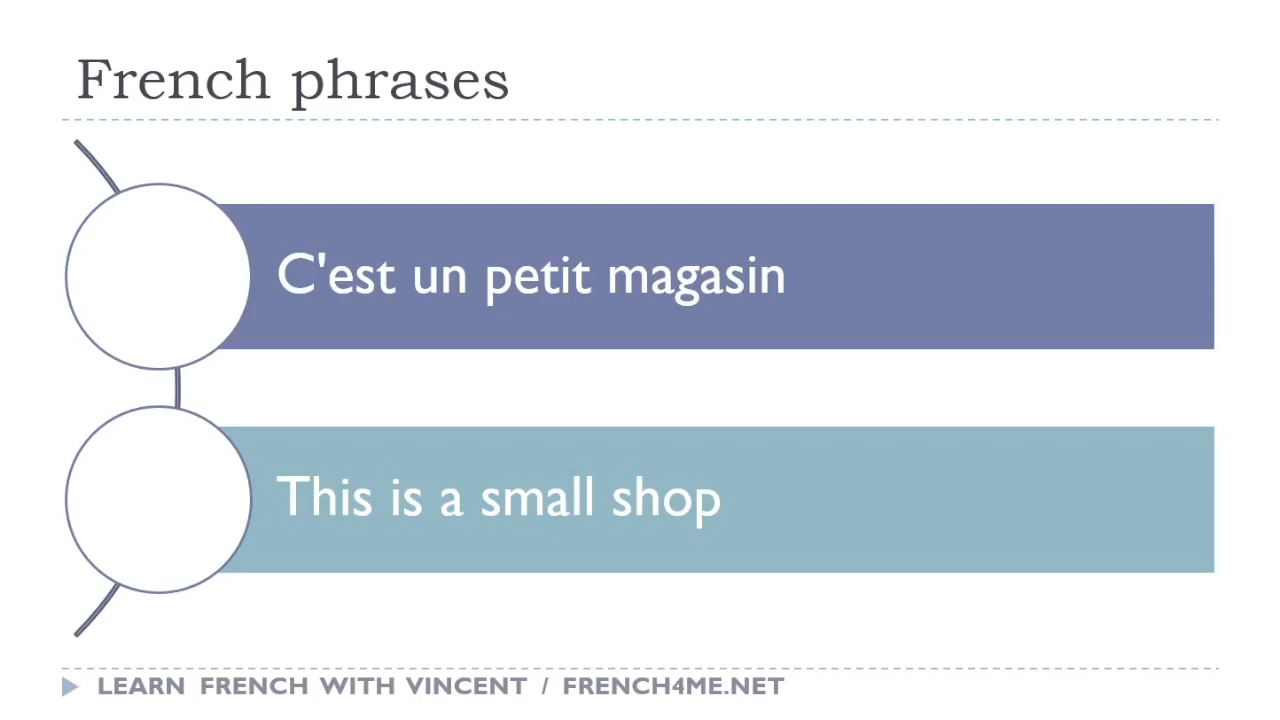 French phrases
C'est un petit magasin
This is a small shop
LEARN FRENCH WITH VINCENT / FRENCH4ME.NET